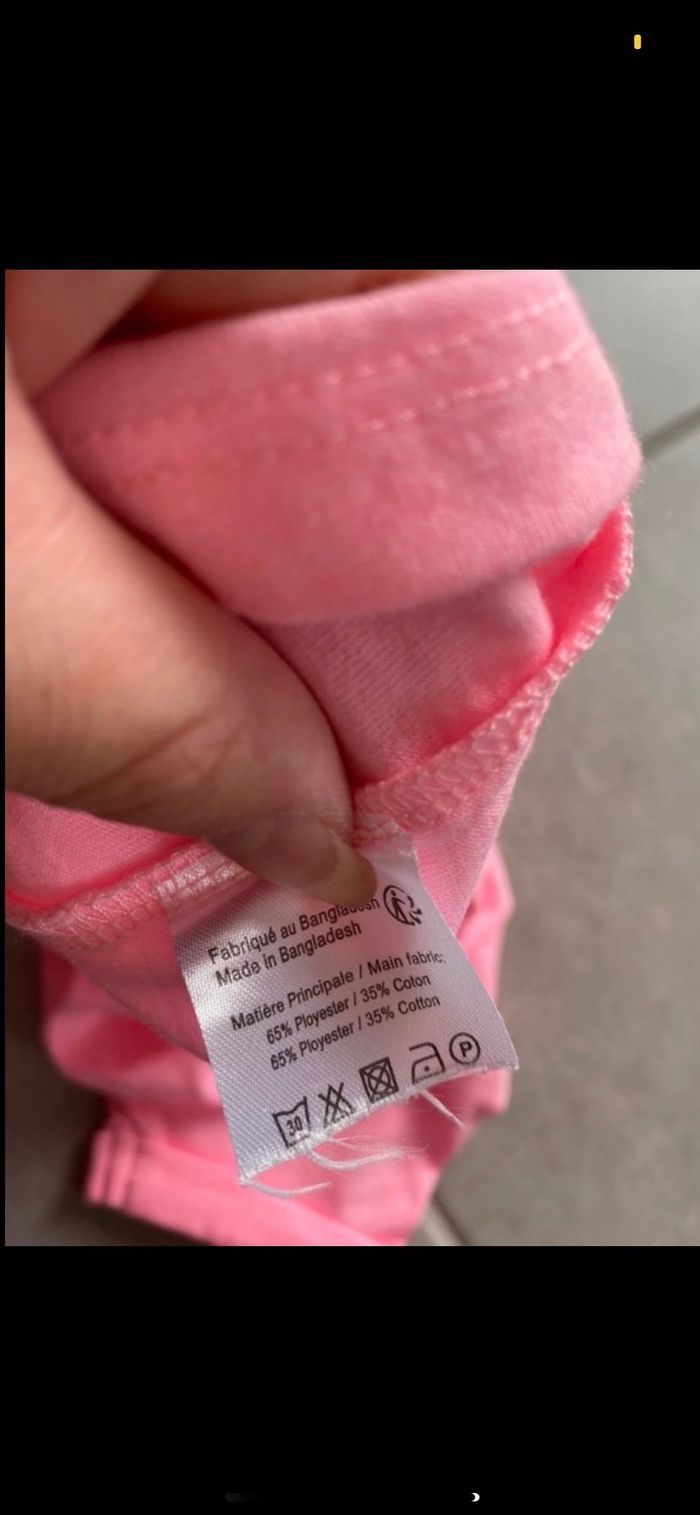 Fabriqué au Bangladesh
Made in Bangladesh
Matière Principale / Main fabric:
65% Ployester / 35% Coton
65% Ployester / 35% Cotton
30
P